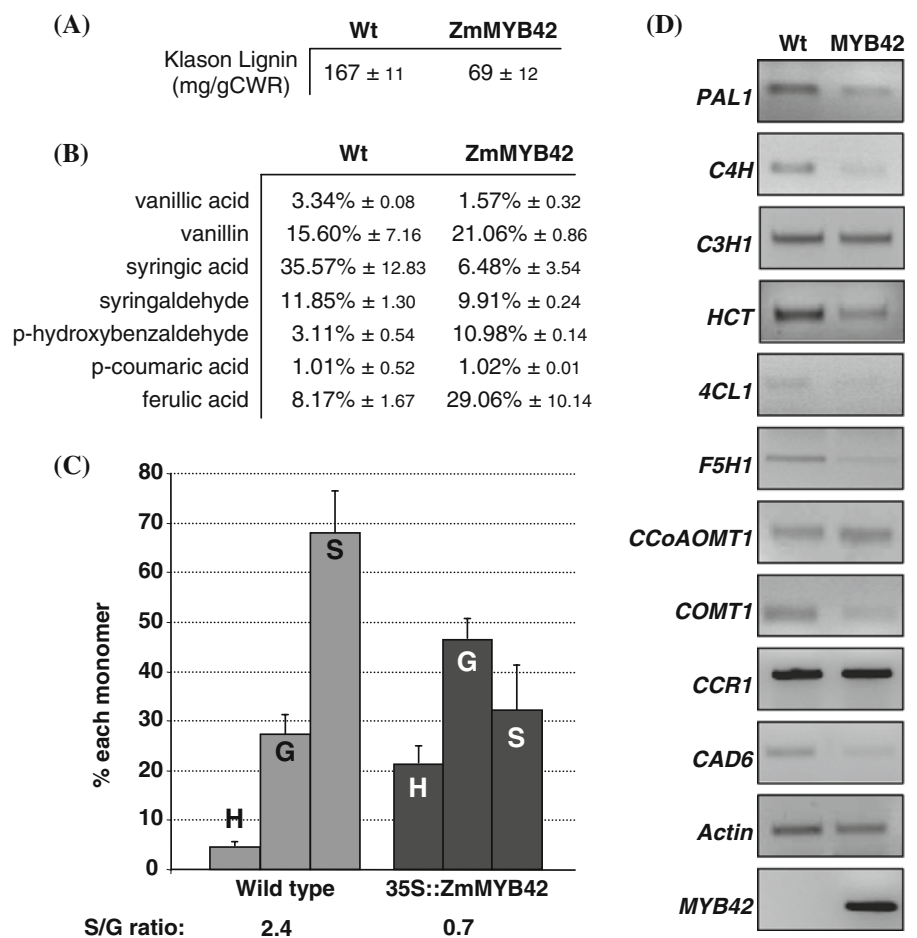 (A)
Wt ZmMYB42
Klason Lignin
(mg/gCWR)
167 ± 11 69 ± 12
(B)
Wt ZmMYB42
vanillic acid 3.34% ± 0.08 1.57% ± 0.32
vanillin 15.60% ± 7.16 21.06% ± 0.86
syringic acid 35.57% ± 12.83 6.48% ± 3.54
syringaldehyde 11.85% ± 1.30 9.91% ± 0.24
p-hydroxybenzaldehyde 3.11% ± 0.54 10.98% ± 0.14
p-coumaric acid 1.01% ± 0.52 1.02% ± 0.01
ferulic acid 8.17% ± 1.67 29.06% ± 10.14
(C)
% each monomer
80
70
60
50
40
30
20
10
0
H G S
H G S
Wild type 35S::ZmMYB42
S/G ratio: 2.4 0.7
(D)
Wt MYB42
PAL1
C4H
C3H1
HCT
4CL1
F5H1
CCoAOMT1
COMT1
CCR1
CAD6
Actin
MYB42